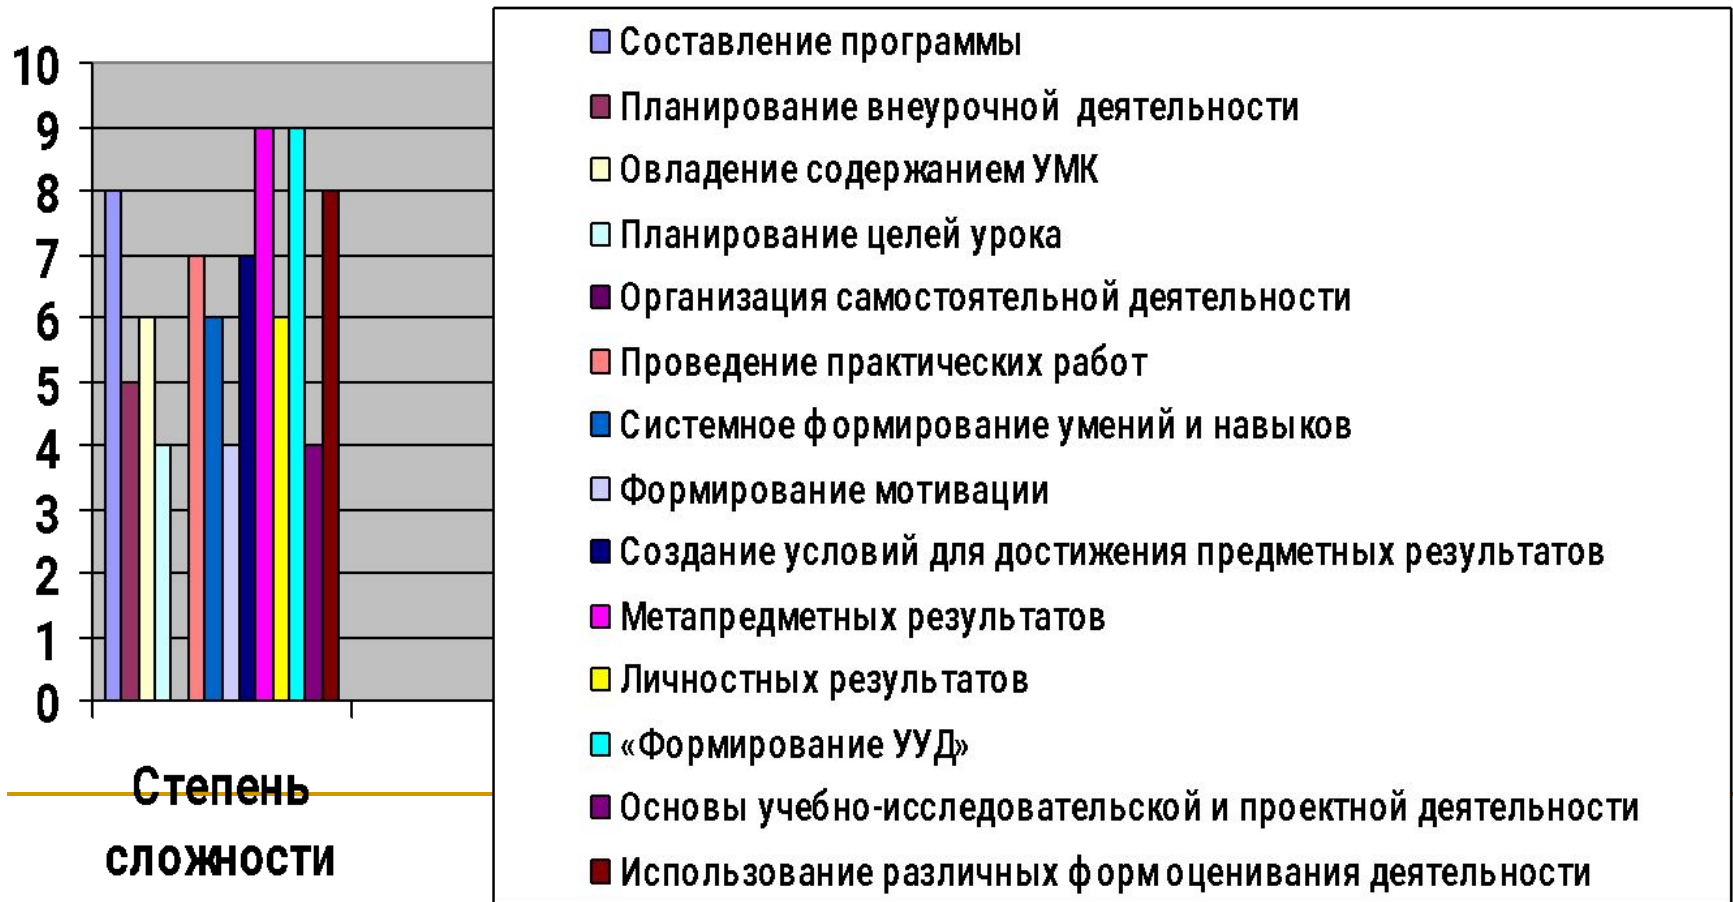 10
9
8
7
6
5
4
3
2
1
0
Степень
сложности
Составление программы
Планирование внеурочной деятельности
Овладение содержанием УМК
Планирование целей урока
Организация самостоятельной деятельности
Проведение практических работ
Системное формирование умений и навыков
Формирование мотивации
Создание условий для достижения предметных результатов
Метапредметных результатов
Личностных результатов
«Формирование УУД»
Основы учебно-исследовательской и проектной деятельности
Использование различных форм оценивания деятельности